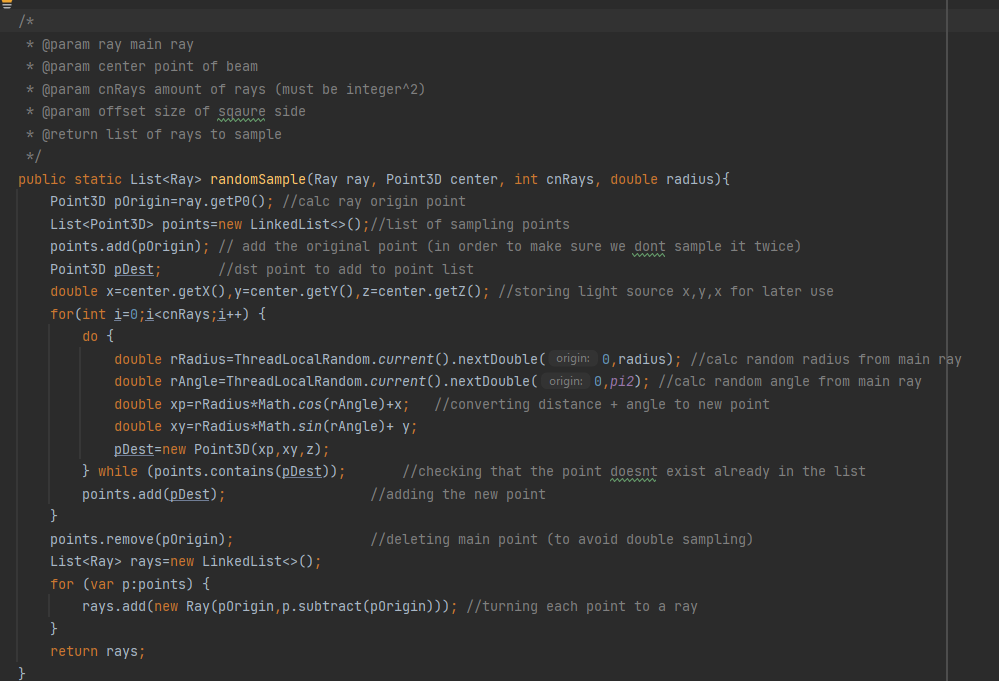 /*
 * @param ray main ray
 * @param center point of beam
 * @param cnRays amount of rays (must be integer^2)
 * @param offset size of sqaure side
 * @return list of rays to sample
 */
public static List<Ray> randomSample(Ray ray, Point3D center, int cnRays, double radius){
    Point3D pOrigin=ray.getP0(); //calc ray origin point
    List<Point3D> points=new LinkedList<>();//list of sampling points
    points.add(pOrigin); // add the original point (in order to make sure we dont sample it twice)
    Point3D pDest;       //dst point to add to point list
    double x=center.getX(),y=center.getY(),z=center.getZ(); //storing light source x,y,x for later use
    for(int i=0;i<cnRays;i++) {
        do {
            double rRadius=ThreadLocalRandom.current().nextDouble( origin: 0,radius); //calc random radius from main ray
            double rAngle=ThreadLocalRandom.current().nextDouble( origin: 0,pi2); //calc random angle from main ray
            double xp=rRadius*Math.cos(rAngle)+x;   //converting distance + angle to new point
            double xy=rRadius*Math.sin(rAngle)+ y;
            pDest=new Point3D(xp,xy,z);
        } while (points.contains(pDest));       //checking that the point doesnt exist already in the list
        points.add(pDest);                  //adding the new point
    }
    points.remove(pOrigin);                 //deleting main point (to avoid double sampling)
    List<Ray> rays=new LinkedList<>();
    for (var p:points) {
        rays.add(new Ray(pOrigin,p.subtract(pOrigin))); //turning each point to a ray
    }
    return rays;
}